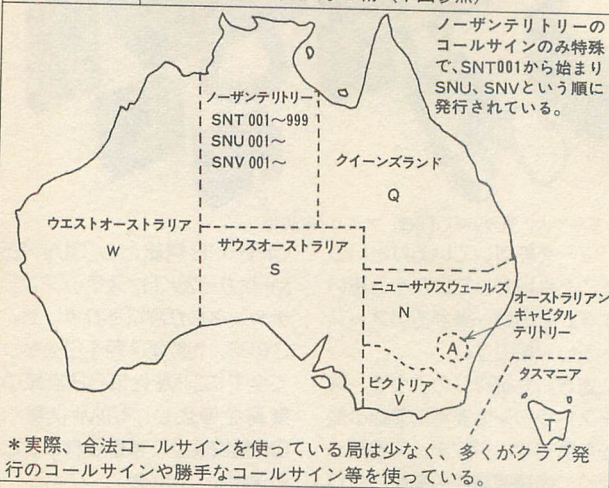 ノーザンテリトリーの
コールサインのみ特殊
で、SNT001から始まり
SNU、SNVという順に
発行されている。
ノーザンテリトリー
SNT 001〜999
SNU 001〜
SNV 001〜
クイーンズランド
Q
ウエストオーストラリア
W
サウスオーストラリア
S
ニューサウスウェールズ
N
オーストラリアン
キャピタル
テリトリー
A
ビクトリア
V
タスマニア
T
*実際、合法コールサインを使っている局は少なく、多くがクラブ発
行のコールサインや勝手なコールサイン等を使っている。